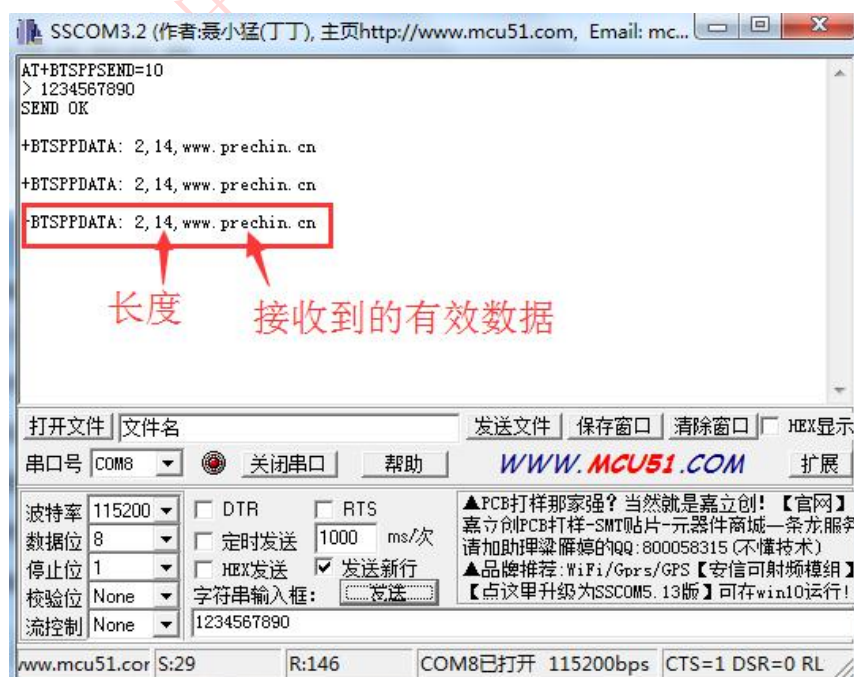 SSCOM3.2 (作者:聂小猛(丁丁), 主页http://www.mcu51.com, Email: mc...
AT+BTSPPSEND=10
> 1234567890
SEND OK
+BTSPPDATA: 2,14,www.prechin.cn
+BTSPPDATA: 2,14,www.prechin.cn
+BTSPPDATA: 2,14,www.prechin.cn
长度 接收到的有效数据
打开文件 文件名 发送文件 保存窗口 清除窗口 HEX显示
串口号 COM8 关闭串口 帮助 WWW.MCU51.COM 扩展
波特率 115200 DTR RTS
数据位 8 定时发送 1000 ms/次
停止位 1 HEX发送 发送新行
校验位 None 字符串输入框: 发送
流控制 None 1234567890
▲PCB打样那家强?当然就是嘉立创!【官网】
嘉立创PCB打样-SMT贴片-元器件商城—条龙服务
请加助理梁雁婷的QQ:800058315(不懂技术)
▲品牌推荐:WiFi/Gprs/GPS【安信可射频模组】
【点这里升级为SSCOM5.13版】可在win10运行!
www.mcu51.cor S:29 R:146 COM8已打开 115200bps CTS=1 DSR=0 RL